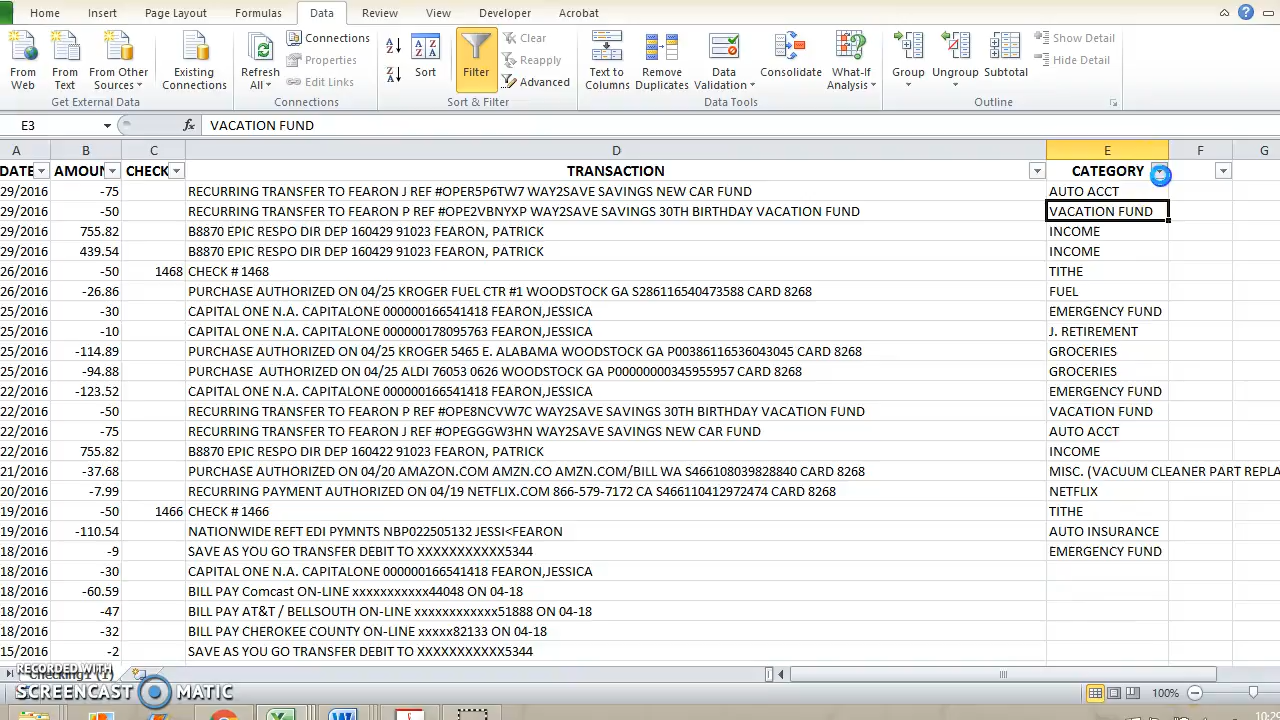 Home Insert Page Layout Formulas Data Review View Developer Acrobat
From Web
From Text
From Other Sources
Existing Connections
Get External Data
Refresh All
Connections
Properties
Edit Links
Connections
Sort
Filter
Clear
Reapply
Advanced
Sort & Filter
Text to Columns
Remove Duplicates
Data Validation
Consolidate
What-If Analysis
Data Tools
Group
Ungroup
Subtotal
Show Detail
Hide Detail
Outline
E3 fx VACATION FUND
A B C D E F G
DATE AMOUN CHECK TRANSACTION CATEGORY
29/2016 -75 RECURRING TRANSFER TO FEARON J REF #OPER5P6TW7 WAY2SAVE SAVINGS NEW CAR FUND AUTO ACCT
29/2016 -50 RECURRING TRANSFER TO FEARON P REF #OPE2VBNYXP WAY2SAVE SAVINGS 30TH BIRTHDAY VACATION FUND VACATION FUND
29/2016 755.82 B8870 EPIC RESPO DIR DEP 160429 91023 FEARON, PATRICK INCOME
29/2016 439.54 B8870 EPIC RESPO DIR DEP 160429 91023 FEARON, PATRICK INCOME
26/2016 -50 1468 CHECK # 1468 TITHE
26/2016 -26.86 PURCHASE AUTHORIZED ON 04/25 KROGER FUEL CTR #1 WOODSTOCK GA S286116540473588 CARD 8268 FUEL
25/2016 -30 CAPITAL ONE N.A. CAPITALONE 000000166541418 FEARON,JESSICA EMERGENCY FUND
25/2016 -10 CAPITAL ONE N.A. CAPITALONE 000000178095763 FEARON,JESSICA J. RETIREMENT
25/2016 -114.89 PURCHASE AUTHORIZED ON 04/25 KROGER 5465 E. ALABAMA WOODSTOCK GA P00386116536043045 CARD 8268 GROCERIES
25/2016 -94.88 PURCHASE AUTHORIZED ON 04/25 ALDI 76053 0626 WOODSTOCK GA P00000000345955957 CARD 8268 GROCERIES
22/2016 -123.52 CAPITAL ONE N.A. CAPITALONE 000000166541418 FEARON,JESSICA EMERGENCY FUND
22/2016 -50 RECURRING TRANSFER TO FEARON P REF #OPE8NCVW7C WAY2SAVE SAVINGS 30TH BIRTHDAY VACATION FUND VACATION FUND
22/2016 -75 RECURRING TRANSFER TO FEARON J REF #OPEGGGW3HN WAY2SAVE SAVINGS NEW CAR FUND AUTO ACCT
22/2016 755.82 B8870 EPIC RESPO DIR DEP 160422 91023 FEARON, PATRICK INCOME
21/2016 -37.68 PURCHASE AUTHORIZED ON 04/20 AMAZON.COM AMZN.CO AMZN.COM/BILL WA S466108039828840 CARD 8268 MISC. (VACUUM CLEANER PART REPLA
20/2016 -7.99 RECURRING PAYMENT AUTHORIZED ON 04/19 NETFLIX.COM 866-579-7172 CA S466110412972474 CARD 8268 NETFLIX
19/2016 -50 1466 CHECK # 1466 TITHE
19/2016 -110.54 NATIONWIDE REFT EDI PYMNTS NBP022505132 JESSI<FEARON AUTO INSURANCE
18/2016 -9 SAVE AS YOU GO TRANSFER DEBIT TO XXXXXXXXXXX5344 EMERGENCY FUND
18/2016 -30 CAPITAL ONE N.A. CAPITALONE 000000166541418 FEARON,JESSICA
18/2016 -60.59 BILL PAY Comcast ON-LINE xxxxxxxxxxx44048 ON 04-18
18/2016 -47 BILL PAY AT&T / BELLSOUTH ON-LINE xxxxxxxxxxxx51888 ON 04-18
18/2016 -32 BILL PAY CHEROKEE COUNTY ON-LINE xxxxx82133 ON 04-18
15/2016 -2 SAVE AS YOU GO TRANSFER DEBIT TO XXXXXXXXXXX5344
Checking1 (1)
RECORDED WITH
SCREENCAST MATIC
100%